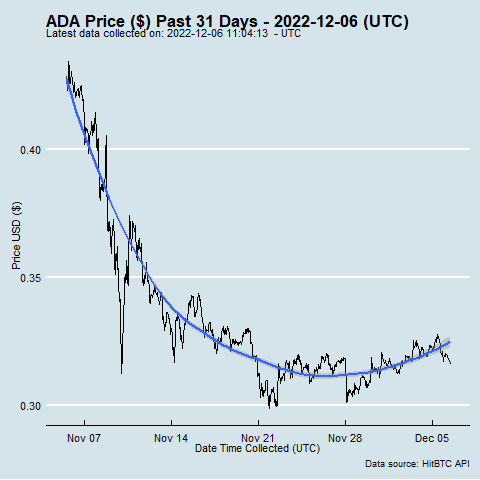 ADA Price ($) Past 31 Days - 2022-12-06 (UTC)
Latest data collected on: 2022-12-06 11:04:13 - UTC
Price USD ($)
0.40
0.35
0.30
Nov 07 Nov 14 Nov 21 Nov 28 Dec 05
Date Time Collected (UTC)
Data source: HitBTC API